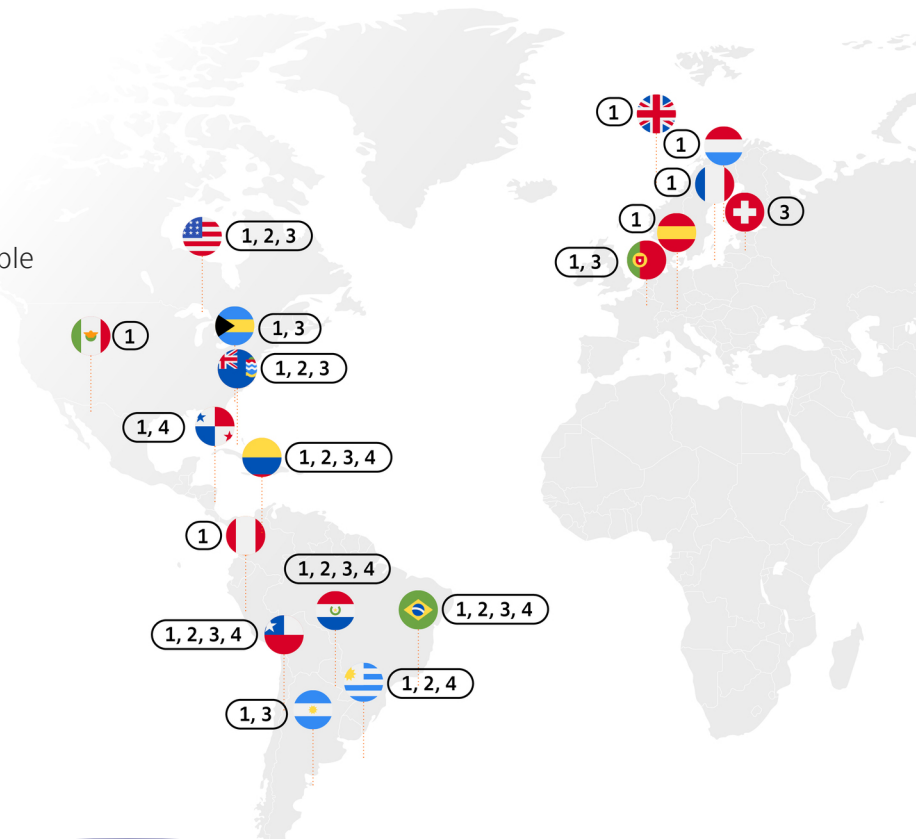 1
1
1
3
1
1, 2, 3
ple
1, 3
1, 3
1
1, 2, 3
1, 4
1, 2, 3, 4
1
1, 2, 3, 4
1, 2, 3, 4
1, 2, 3, 4
1, 2, 4
1, 3